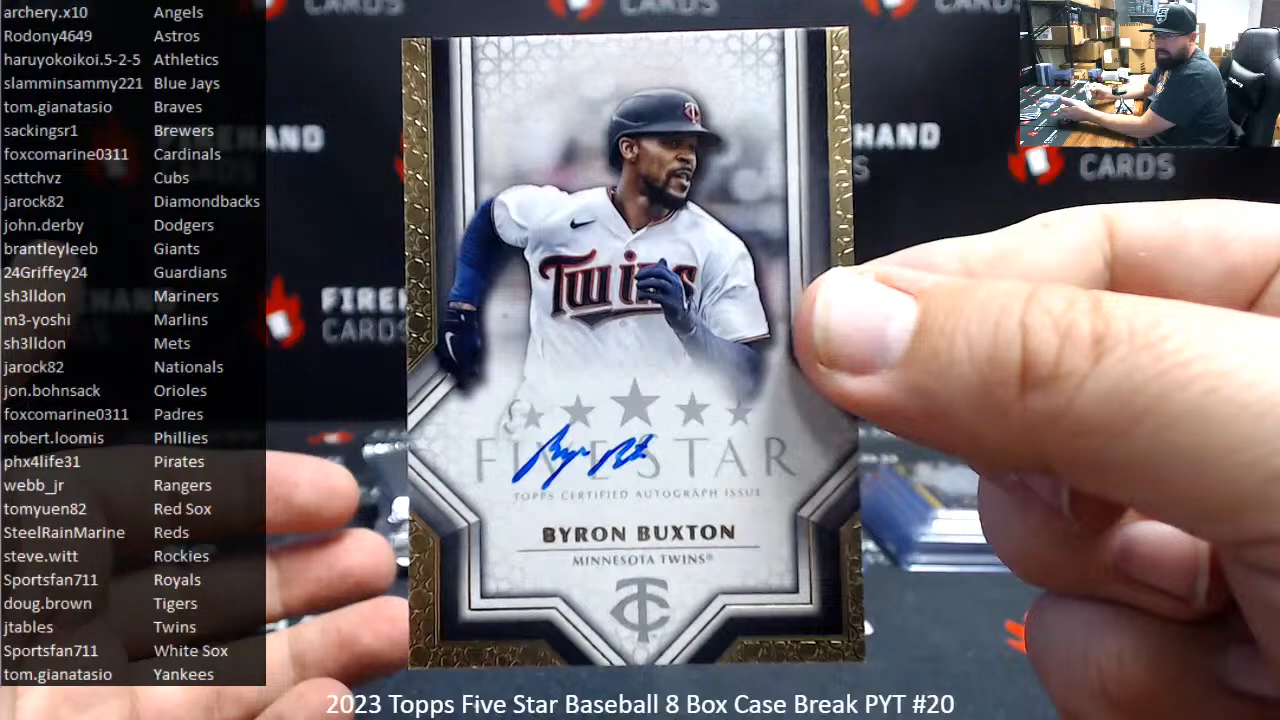 archery.x10 Angels
Rodony4649 Astros
haruyokoikoi.5-2-5 Athletics
slamminsammy221 Blue Jays
tom.gianatasio Braves
sackingsr1 Brewers
foxcomarine0311 Cardinals
scttchvz Cubs
jarock82 Diamondbacks
john.derby Dodgers
brantleyleeb Giants
24Griffey24 Guardians
sh3lldon Mariners
m3-yoshi Marlins
sh3lldon Mets
jarock82 Nationals
jon.bohnsack Orioles
foxcomarine0311 Padres
robert.loomis Phillies
phx4life31 Pirates
webb_jr Rangers
tomyuen82 Red Sox
SteelRainMarine Reds
steve.witt Rockies
Sportsfan711 Royals
doug.brown Tigers
jtables Twins
Sportsfan711 White Sox
tom.gianatasio Yankees
CARDS
FIREHAND
CARDS
CARDS
Twins
FIVE STAR
TOPPS CERTIFIED AUTOGRAPH ISSUE
BYRON BUXTON
MINNESOTA TWINS®
TC
2023 Topps Five Star Baseball 8 Box Case Break PYT #20